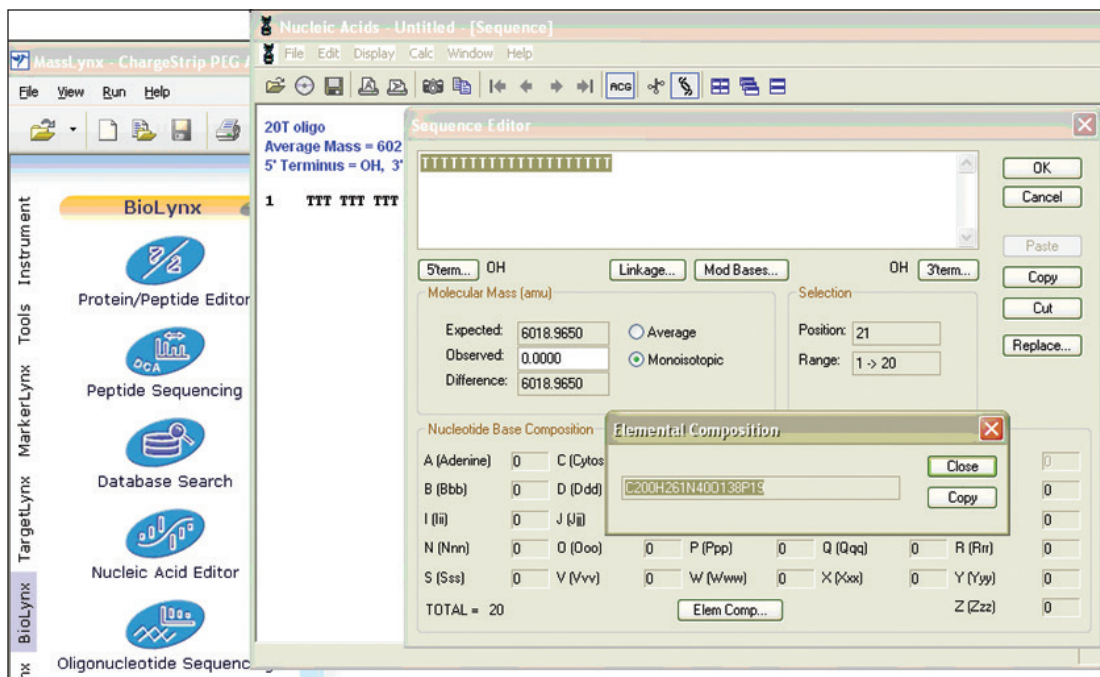 Nucleic Acids - Untitled - [Sequence]
File Edit Display Calc Window Help
MassLynx - ChargeStrip PEG
File View Run Help
ACG
20T oligo
Average Mass = 602
5' Terminus = OH, 3'
1 TTT TTT TTT
Sequence Editor
TTTTTTTTTTTTTTTTTTTT
OK
Cancel
Paste
Copy
Cut
Replace...
5'term... OH Linkage... Mod Bases... OH 3'term...
Molecular Mass (amu)
Expected: 6018.9650
Observed: 0.0000
Difference: 6018.9650
Average
Monoisotopic
Selection
Position: 21
Range: 1 -> 20
Nucleotide Base Composition
A (Adenine) 0 C (Cytos 0
B (Bbb) 0 D (Ddd) 0
I (Iii) 0 J (Jjj) 0
N (Nnn) 0 O (Ooo) 0 P (Ppp) 0 Q (Qqq) 0 R (Rrr) 0
S (Sss) 0 V (Vvv) 0 W (Www) 0 X (Xxx) 0 Y (Yyy) 0
TOTAL = 20 Elem Comp... Z (Zzz) 0
Elemental Composition
C200H261N40O138P19
Close
Copy
Instrument
Tools
MarkerLynx
TargetLynx
BioLynx
BioLynx
Protein/Peptide Editor
DCA
Peptide Sequencing
Database Search
Nucleic Acid Editor
Oligonucleotide Sequenc